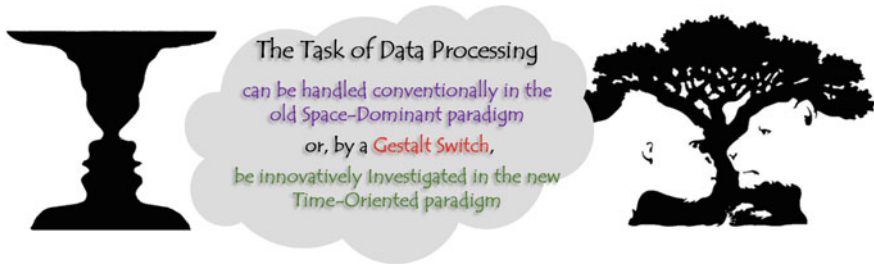 The Task of Data Processing
can be handled conventionally in the
old Space-Dominant paradigm
or, by a Gestalt Switch,
be innovatively Investigated in the new
Time-Oriented paradigm